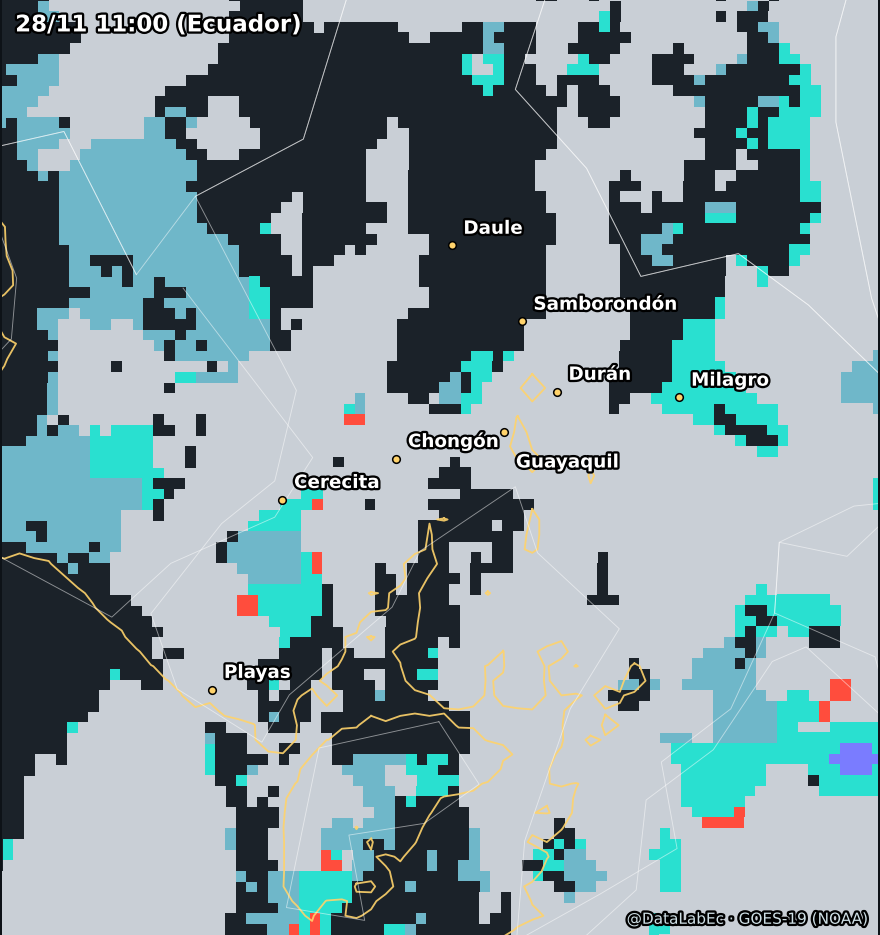 28/11 11:00 (Ecuador)
Daule
Samborondón
Durán
Milagro
Chongón
Guayaquil
Cerecita
Playas
@DataLabEc · GOES-19 (NOAA)